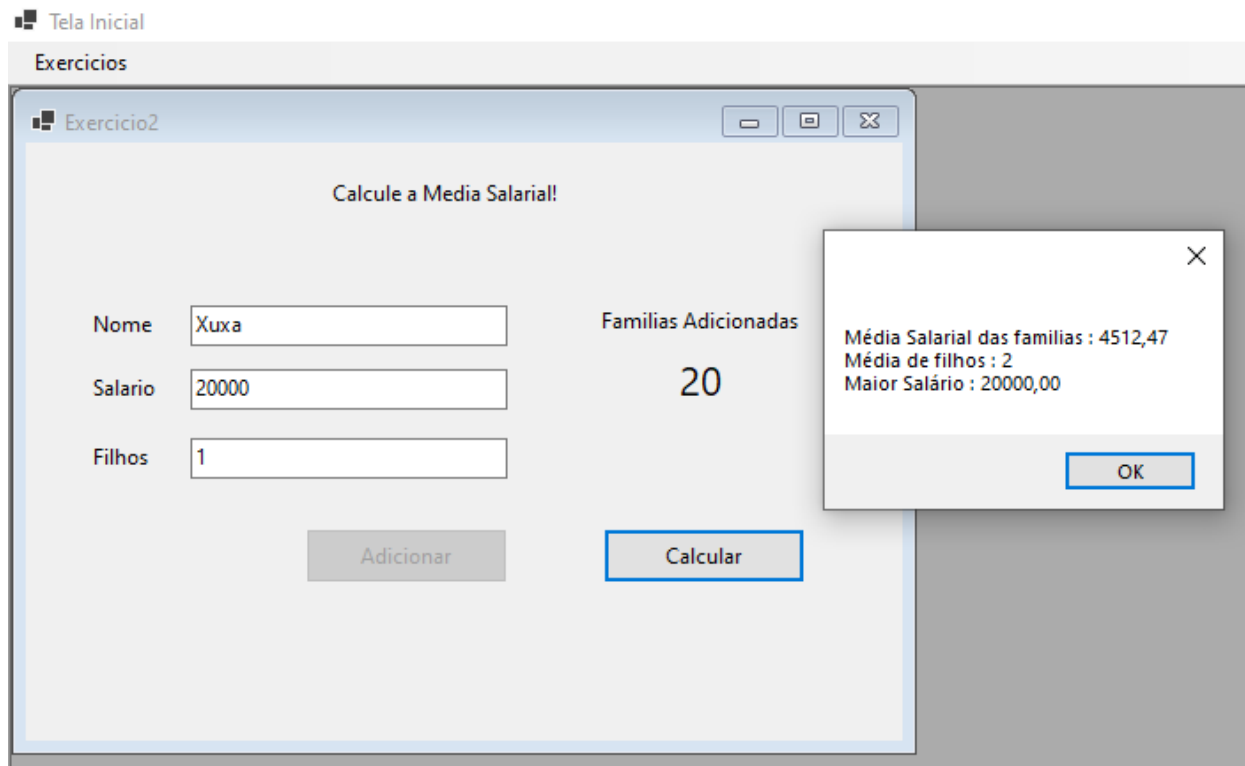 Tela Inicial
Exercicios
Exercicio2
Calcule a Media Salarial!
Nome
Xuxa
Salario
20000
Filhos
1
Familias Adicionadas
20
Adicionar
Calcular
Média Salarial das familias : 4512,47
Média de filhos : 2
Maior Salário : 20000,00
OK